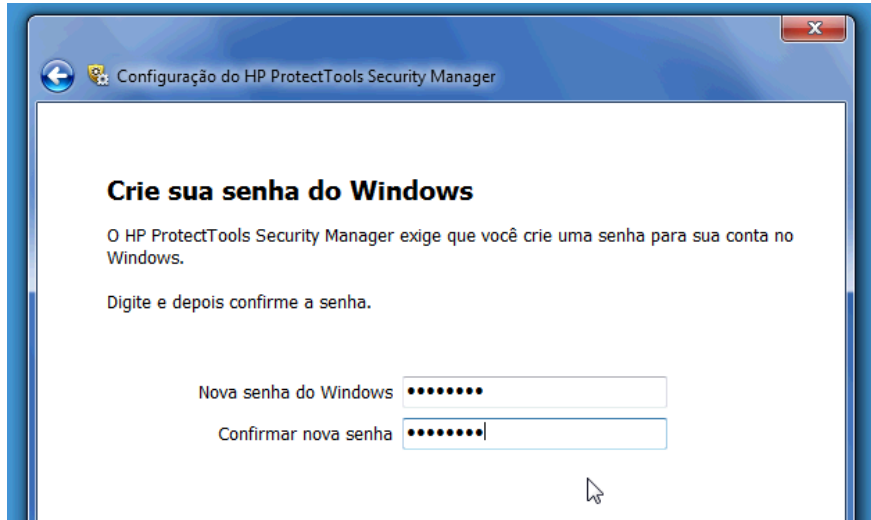 Configuração do HP ProtectTools Security Manager
Crie sua senha do Windows
O HP ProtectTools Security Manager exige que você crie uma senha para sua conta no
Windows.
Digite e depois confirme a senha.
Nova senha do Windows ••••••••
Confirmar nova senha ••••••••